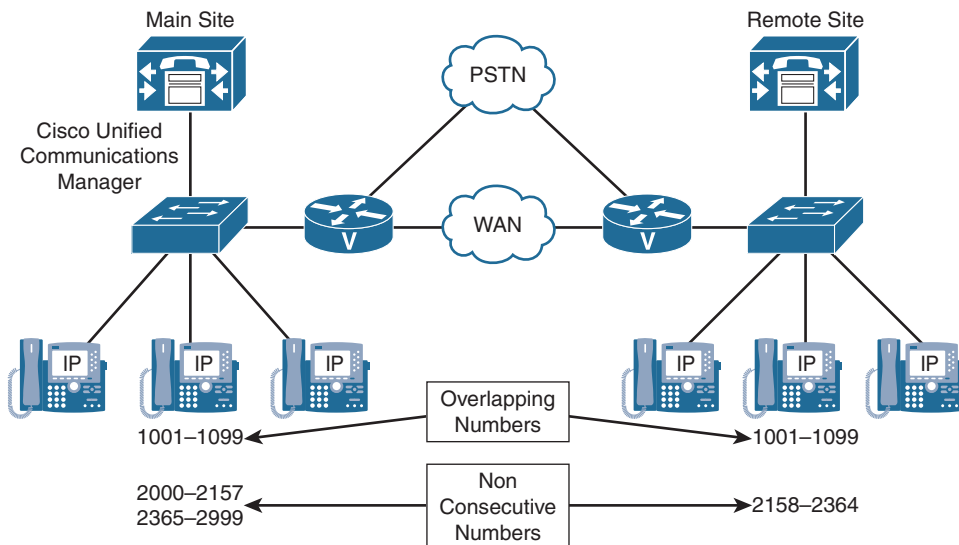 Main Site
Remote Site
PSTN
Cisco Unified
Communications
Manager
V
WAN
V
IP
IP
IP
IP
IP
IP
Overlapping
Numbers
1001–1099
1001–1099
Non
Consecutive
Numbers
2000–2157
2365–2999
2158–2364